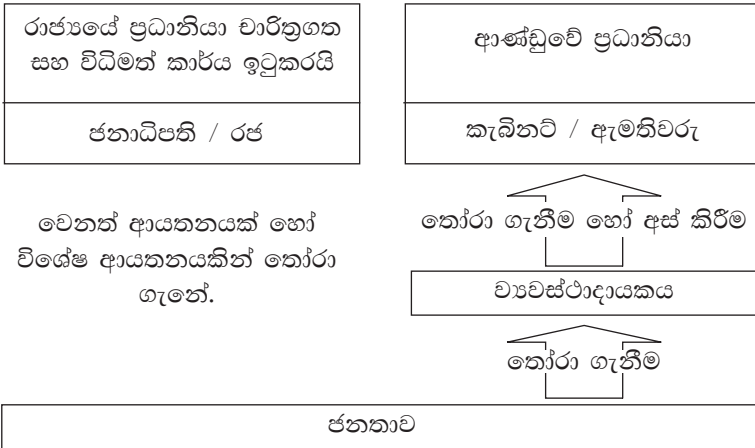 රාජ්‍යයේ ප්‍රධානියා චාරිත්‍රගත
සහ විධිමත් කාර්ය ඉටුකරයි
ජනාධිපති / රජ
වෙනත් ආයතනයක් හෝ
විශේෂ ආයතනයකින් තෝරා
ගැනේ.
ආණ්ඩුවේ ප්‍රධානියා
කැබිනට් / ඇමතිවරු
තෝරා ගැනීම හෝ අස් කිරීම
ව්‍යවස්ථාදායකය
තෝරා ගැනීම
ජනතාව